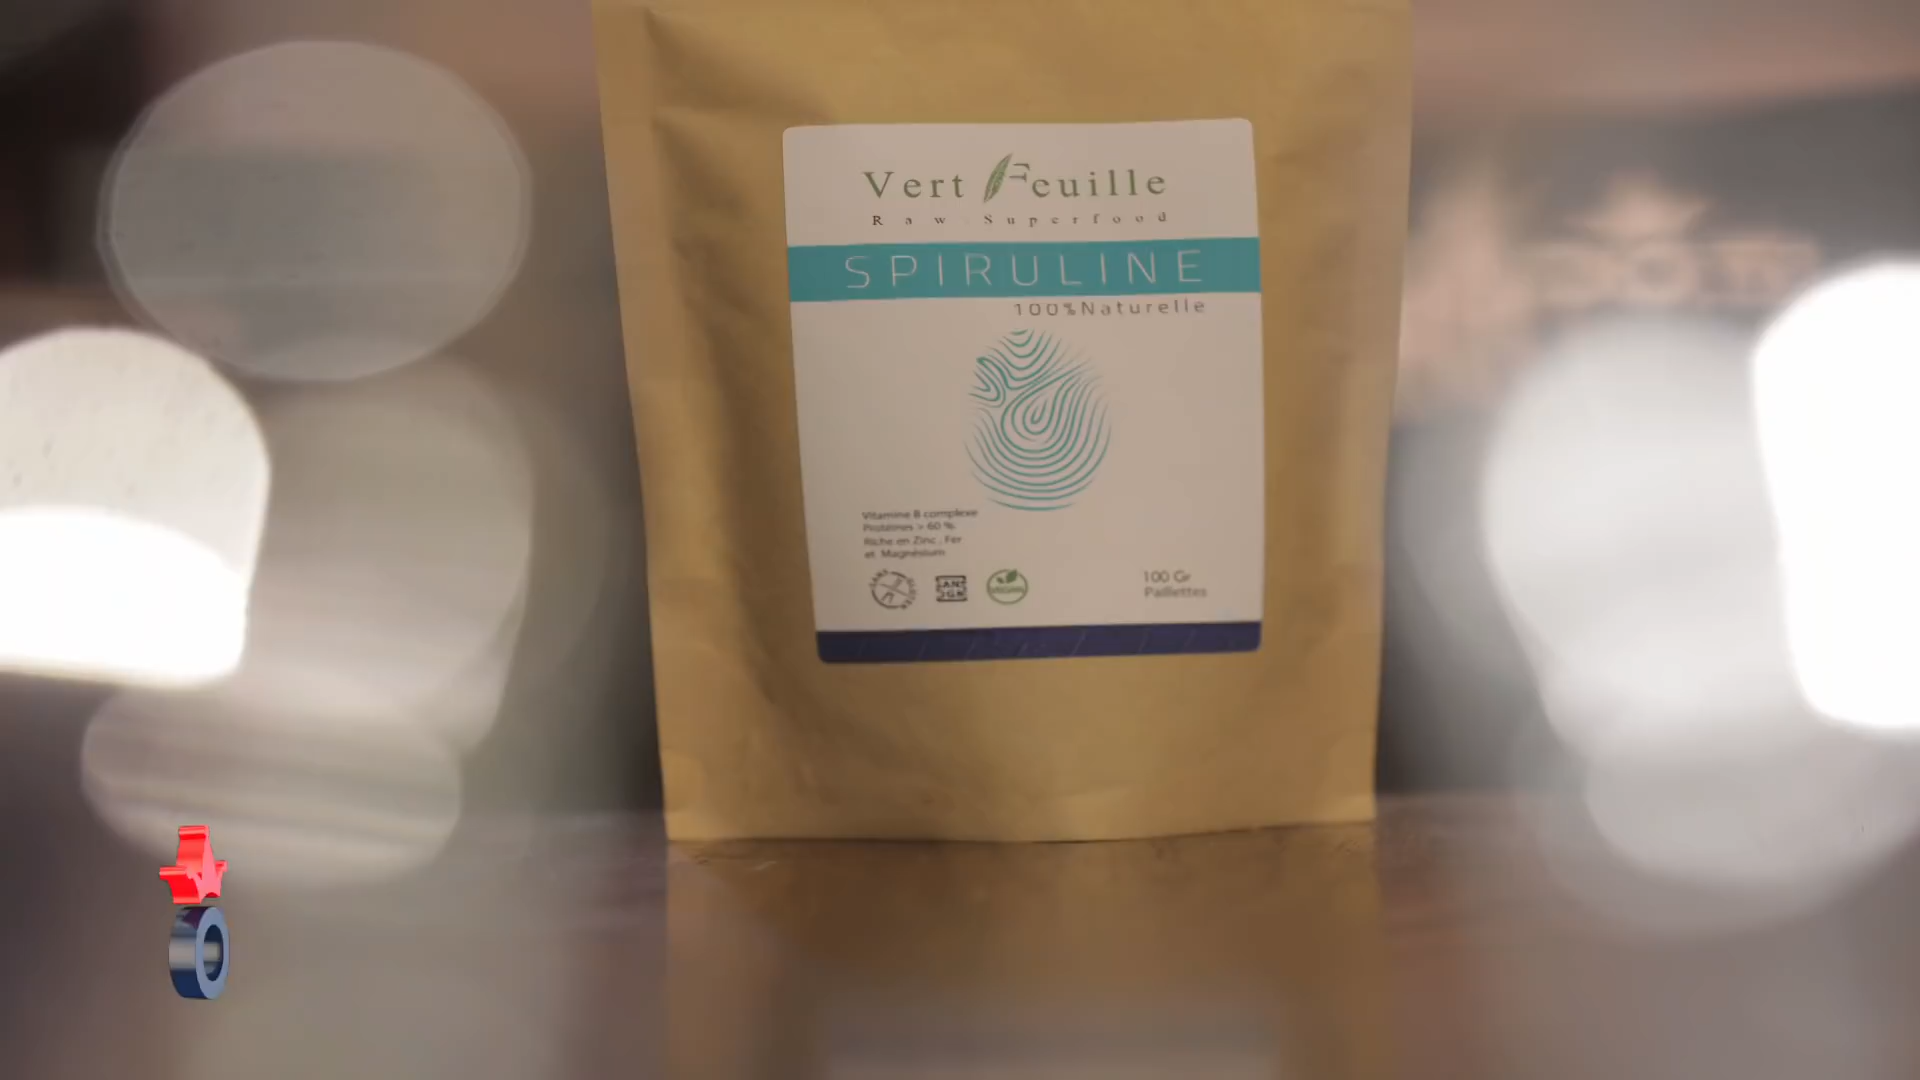 Vert Feuille
Raw Superfood
SPIRULINE
100%Naturelle
Vitamine B complexe
Protéines > 60 %
Riche en Zinc, Fer
et Magnésium
VEGAN
100 Gr
Paillettes